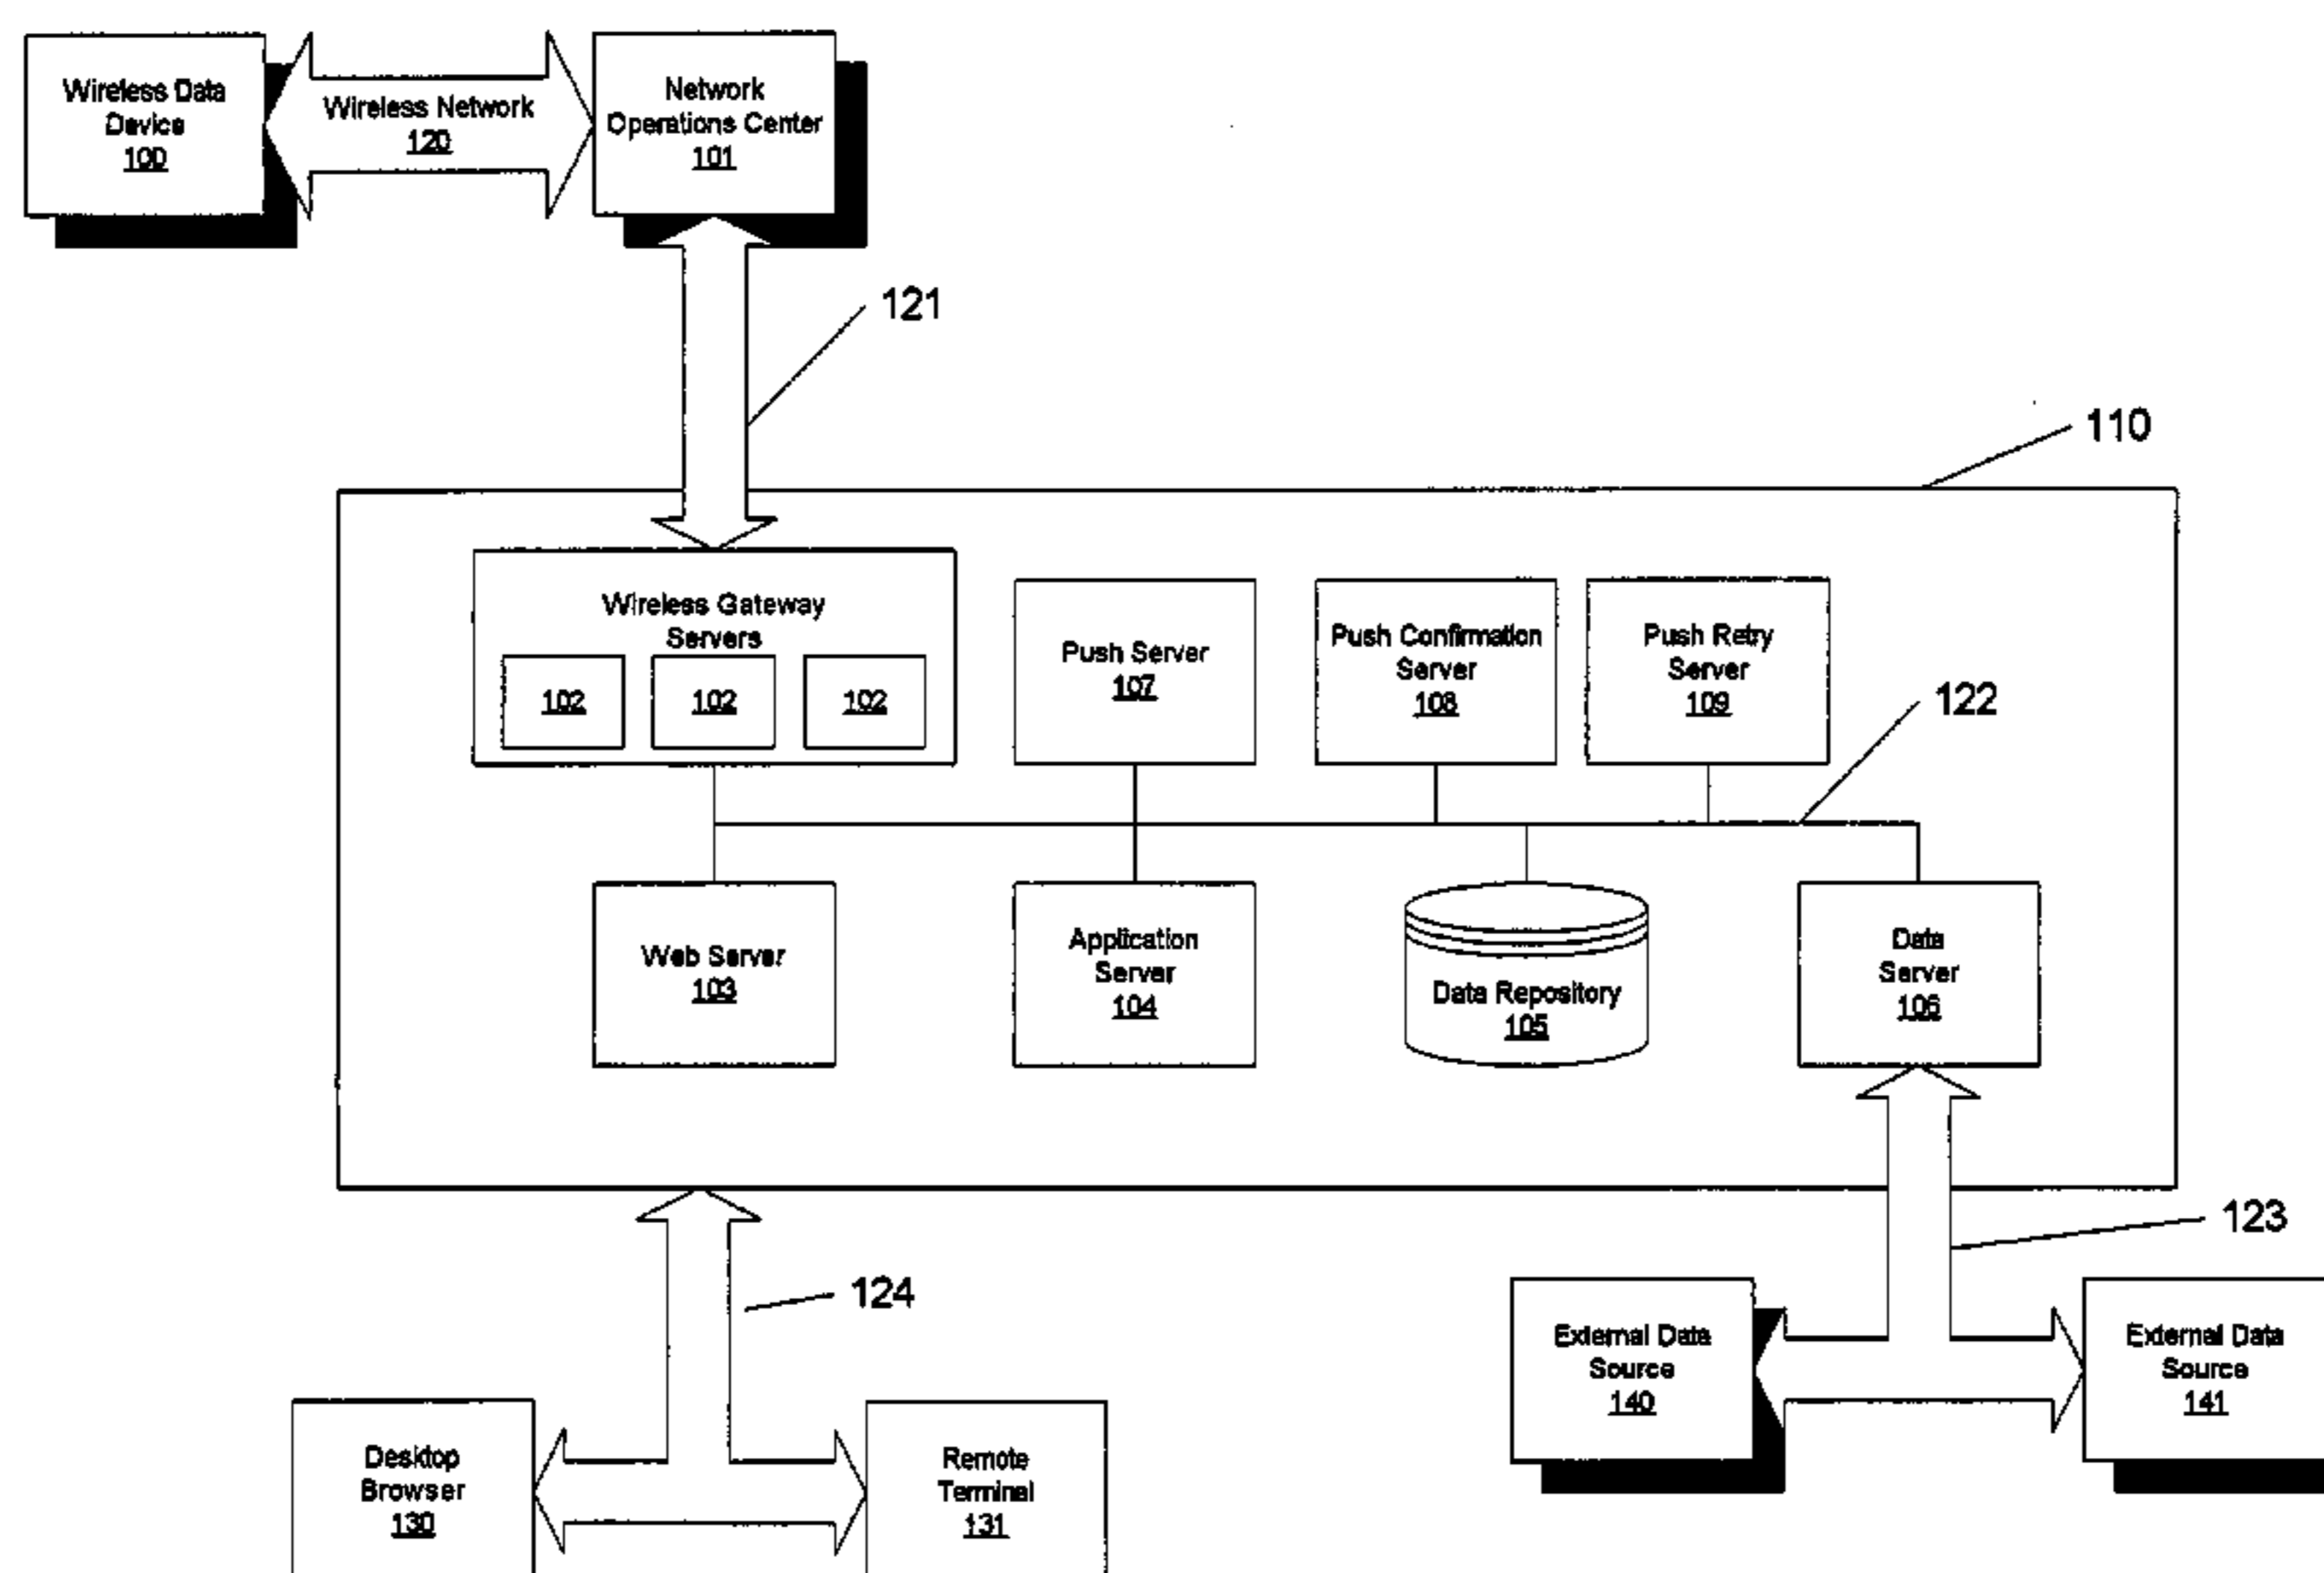 Wireless Data
Device
100
Wireless Network
120
Network
Operations Center
101
121
110
Wireless Gateway
Servers
102
102
102
Push Server
107
Push Confirmation
Server
108
Push Retry
Server
109
122
Web Server
103
Application
Server
104
Data Repository
105
Data
Server
106
123
124
External Data
Source
140
External Data
Source
141
Desktop
Browser
130
Remote
Terminal
131